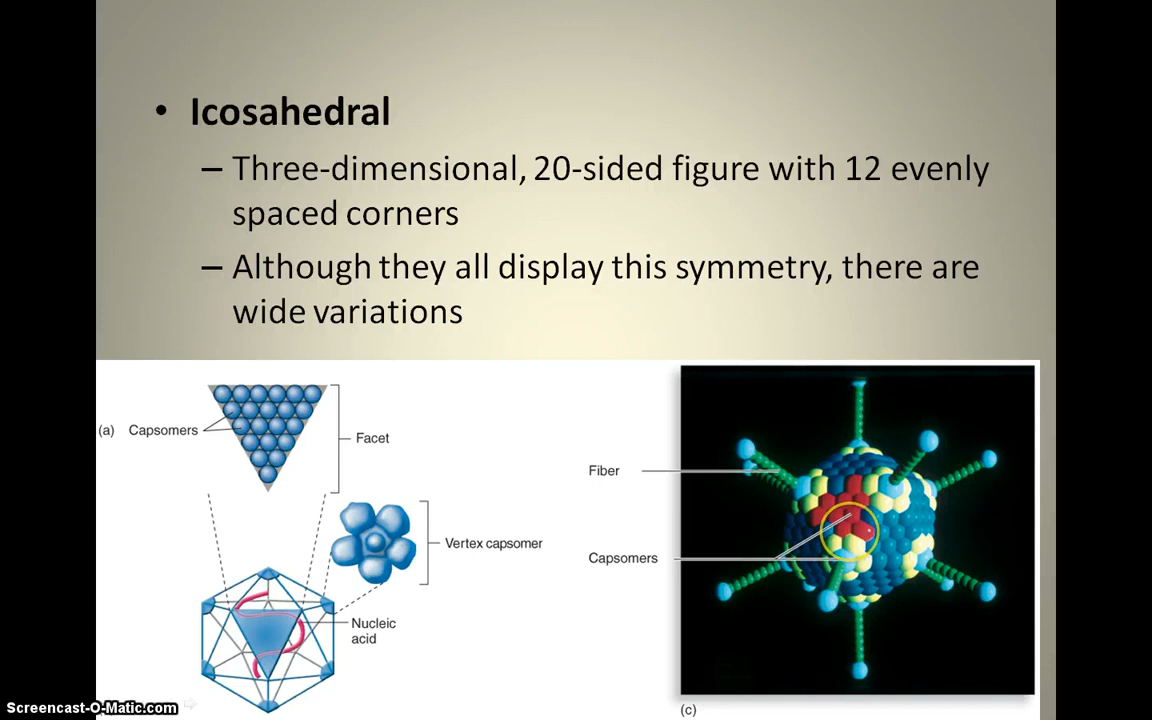 • Icosahedral
– Three-dimensional, 20-sided figure with 12 evenly
spaced corners
– Although they all display this symmetry, there are
wide variations
(a) Capsomers
Facet
Vertex capsomer
Nucleic
acid
Fiber
Capsomers
(c)
Screencast-O-Matic.com